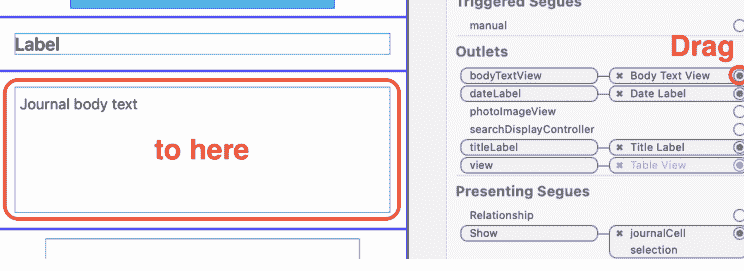 Label
Journal body text
to here
Triggered Segues
manual
Outlets
Drag
bodyTextView × Body Text View
dateLabel × Date Label
photoImageView
searchDisplayController
titleLabel × Title Label
view × Table View
Presenting Segues
Relationship
Show × journalCell
selection